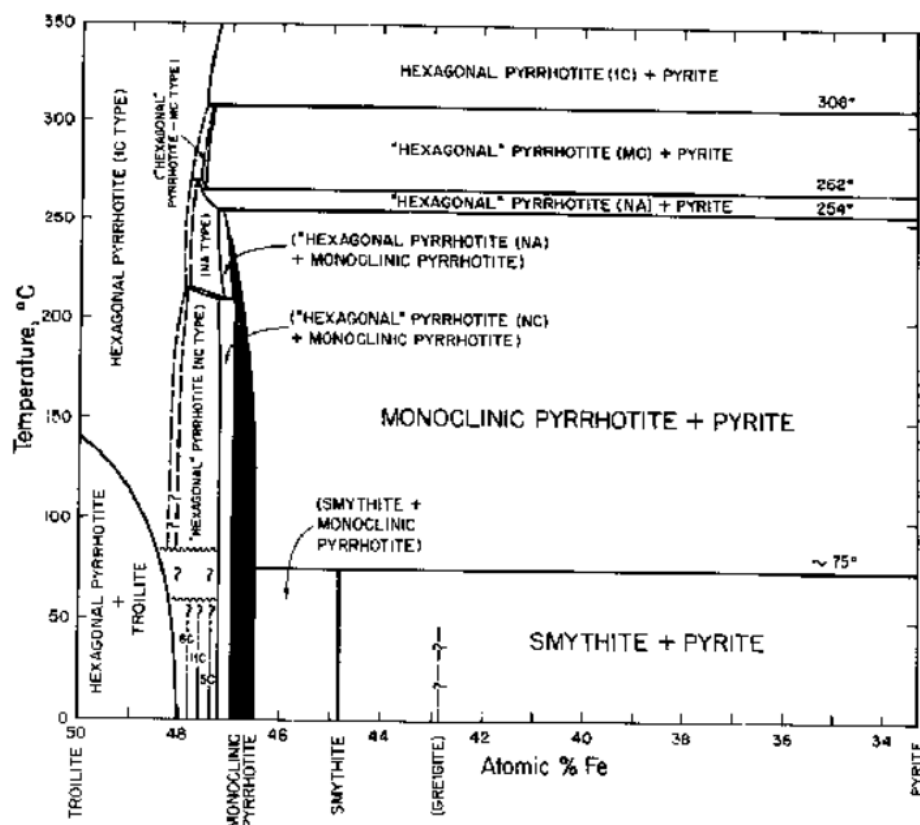 350
300
250
200
150
100
50
0
Temperature, °C
50
48
46
44
42
40
38
36
34
Atomic % Fe
TROILITE
MONOCLINIC
PYRRHOTITE
SMYTHITE
(GREIGITE)
PYRITE
HEXAGONAL PYRRHOTITE (1C TYPE)
("HEXAGONAL"
PYRRHOTITE - MC TYPE)
(NA TYPE)
"HEXAGONAL" PYRRHOTITE (NC TYPE)
HEXAGONAL PYRRHOTITE
+
TROILITE
HEXAGONAL PYRRHOTITE (1C) + PYRITE
308°
"HEXAGONAL" PYRRHOTITE (MC) + PYRITE
262°
"HEXAGONAL" PYRRHOTITE (NA) + PYRITE
254°
("HEXAGONAL PYRRHOTITE (NA)
+ MONOCLINIC PYRRHOTITE)
("HEXAGONAL" PYRRHOTITE (NC)
+ MONOCLINIC PYRRHOTITE)
MONOCLINIC PYRRHOTITE + PYRITE
(SMYTHITE +
MONOCLINIC
PYRRHOTITE)
~ 75°
SMYTHITE + PYRITE
? ?
? ?
? ? ?
6C
11C
5C
?
?